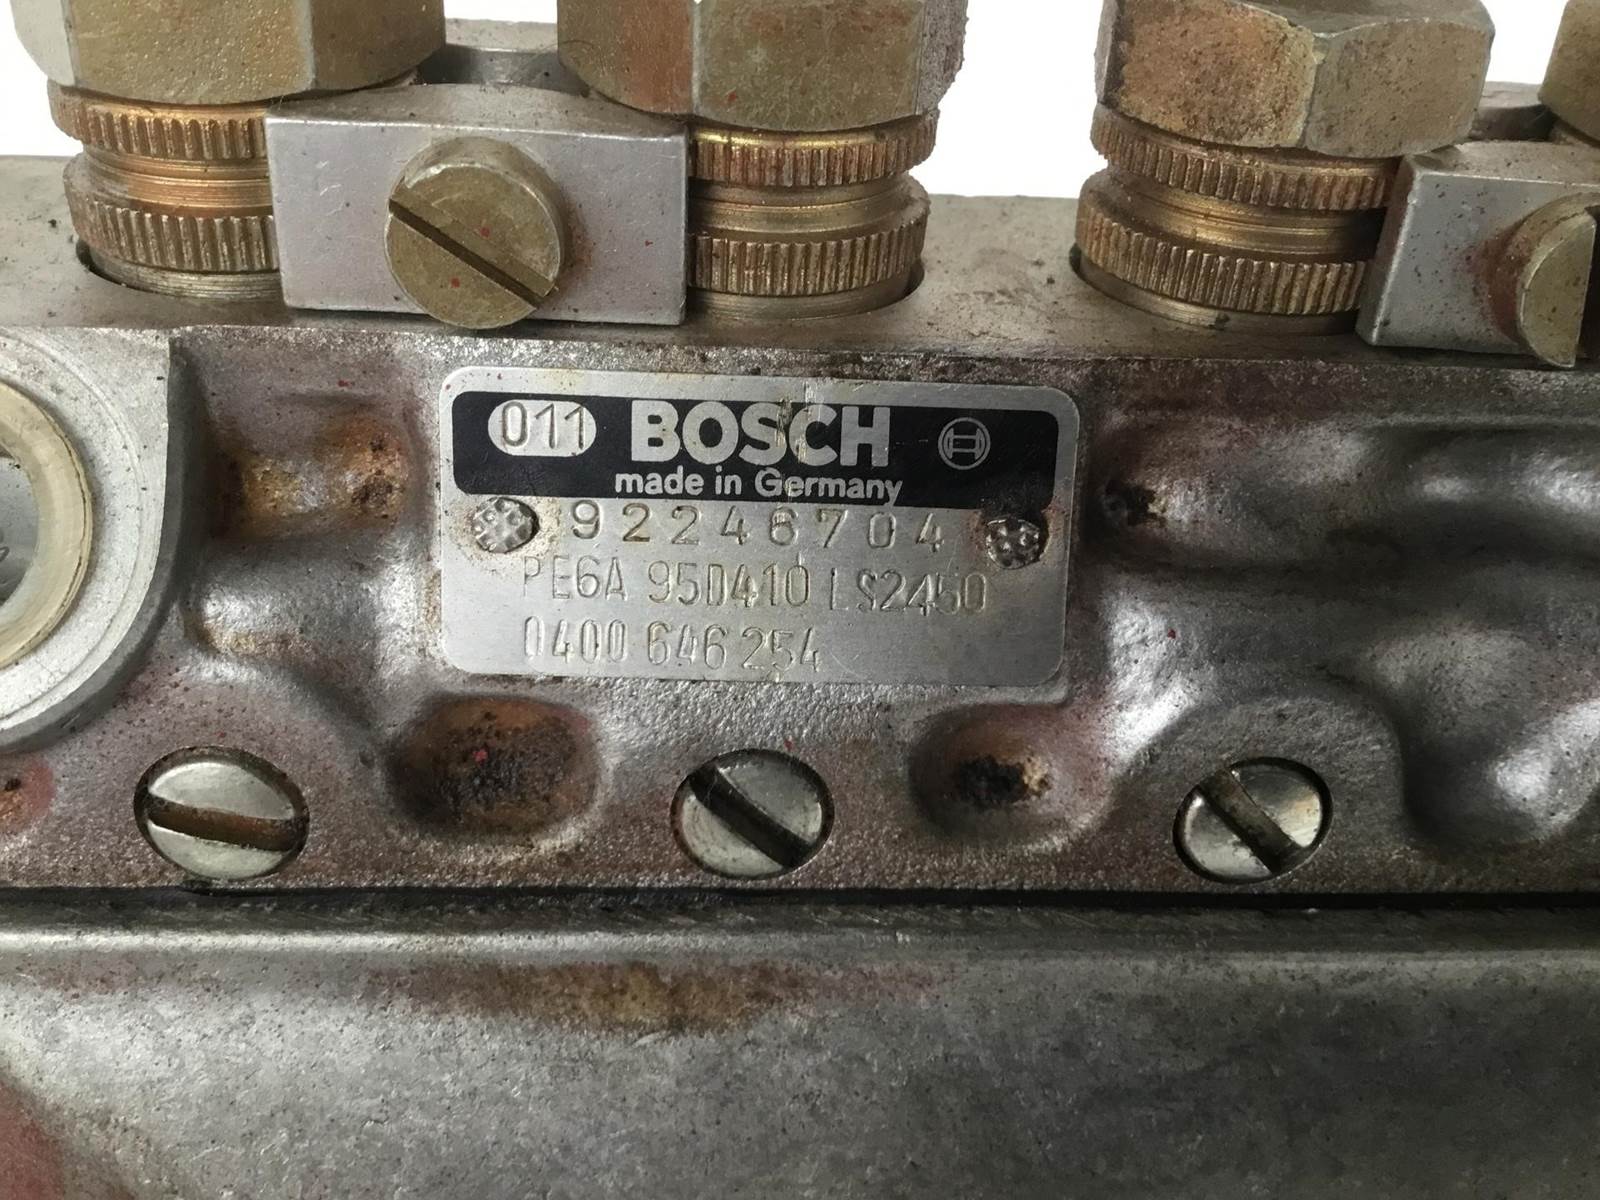 011 BOSCH
made in Germany
92246704
PE6A 95D410 LS2450
0400 646 254